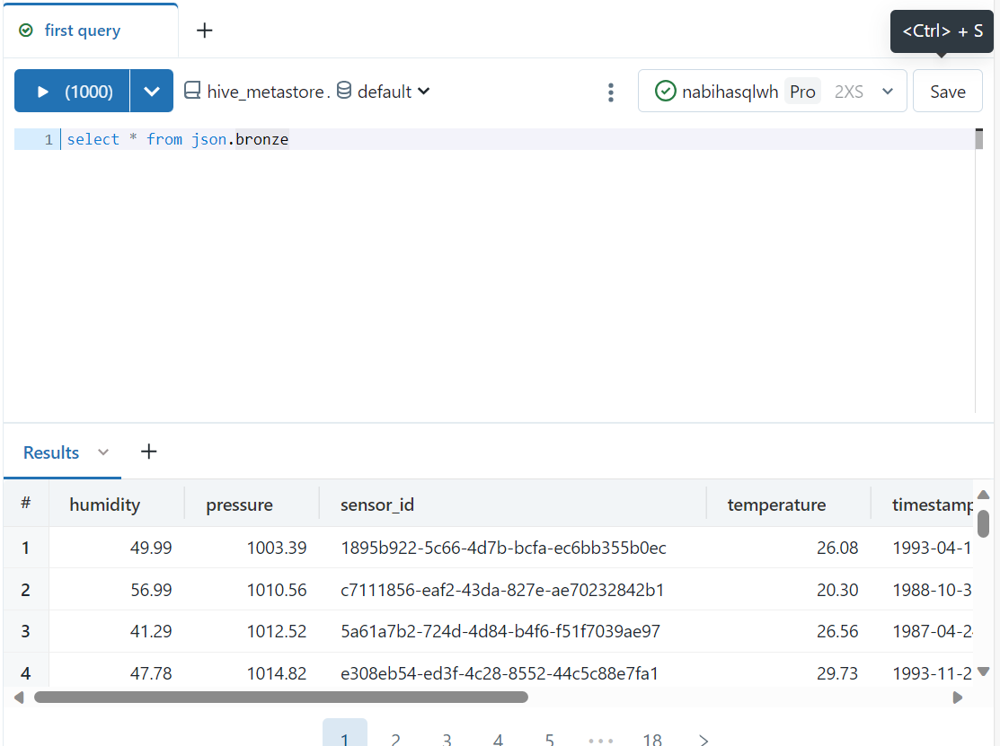 first query +
<Ctrl> + S
(1000) hive_metastore. default
nabihasqlwh Pro 2XS Save
1 select * from json.bronze
Results +
# humidity pressure sensor_id temperature timestamp
1 49.99 1003.39 1895b922-5c66-4d7b-bcfa-ec6bb355b0ec 26.08 1993-04-1
2 56.99 1010.56 c7111856-eaf2-43da-827e-ae70232842b1 20.30 1988-10-3
3 41.29 1012.52 5a61a7b2-724d-4d84-b4f6-f51f7039ae97 26.56 1987-04-2
4 47.78 1014.82 e308eb54-ed3f-4c28-8552-44c5c88e7fa1 29.73 1993-11-2
1 2 3 4 5 ••• 18 >